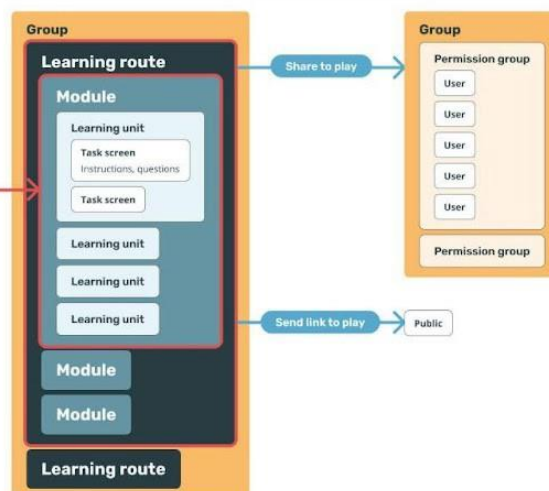 Group
Learning route
Module
Learning unit
Task screen
Instructions, questions
Task screen
Learning unit
Learning unit
Learning unit
Module
Module
Learning route
Share to play
Send link to play
Group
Permission group
User
User
User
User
User
Permission group
Public